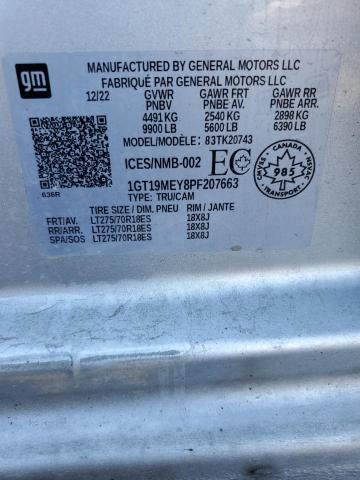 MANUFACTURED BY GENERAL MOTORS LLC
FABRIQUÉ PAR GENERAL MOTORS LLC
gm
12/22 GVWR GAWR FRT GAWR RR
PNBV PNBE AV. PNBE ARR.
4491 KG 2540 KG 2898 KG
9900 LB 5600 LB 6390 LB
MODEL/MODÈLE: 83TK20743
ICES/NMB-002 EC
CANADA
985
TRANSPORT
1GT19MEY8PF207663
636R
TYPE: TRU/CAM
TIRE SIZE / DIM. PNEU RIM / JANTE
FRT/AV. LT275/70R18ES 18X8J
RR/ARR. LT275/70R18ES 18X8J
SPA/SOS LT275/70R18ES 18X8J